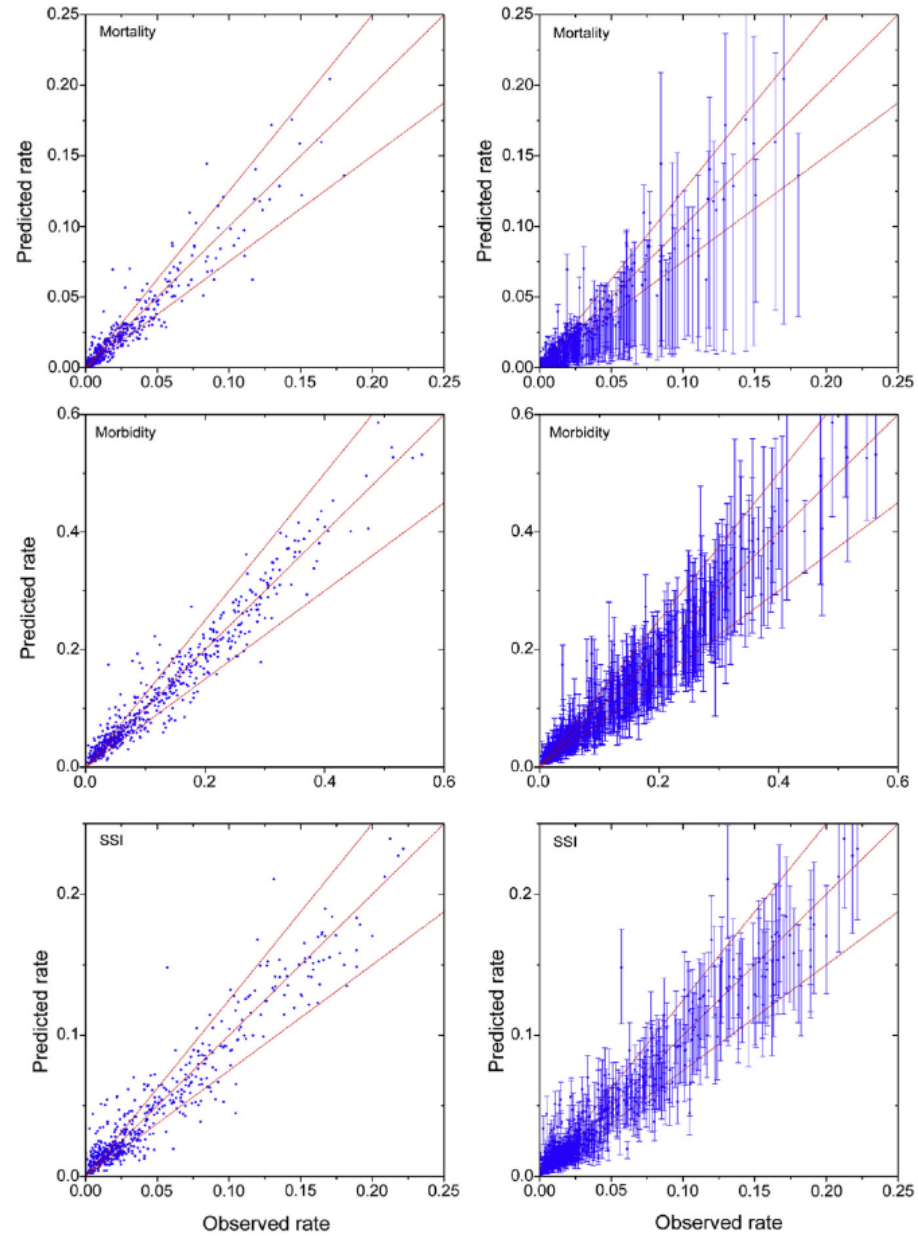 Mortality
0.25
0.20
0.15
0.10
0.05
0.00
Predicted rate
0.00 0.05 0.10 0.15 0.20 0.25
Mortality
0.25
0.20
0.15
0.10
0.05
0.00
Predicted rate
0.00 0.05 0.10 0.15 0.20 0.25
Morbidity
0.6
0.4
0.2
0.0
Predicted rate
0.0 0.2 0.4 0.6
Morbidity
0.6
0.4
0.2
0.0
Predicted rate
0.0 0.2 0.4 0.6
SSI
0.2
0.1
0.0
Predicted rate
0.00 0.05 0.10 0.15 0.20 0.25
Observed rate
SSI
0.2
0.1
0.0
Predicted rate
0.00 0.05 0.10 0.15 0.20 0.25
Observed rate